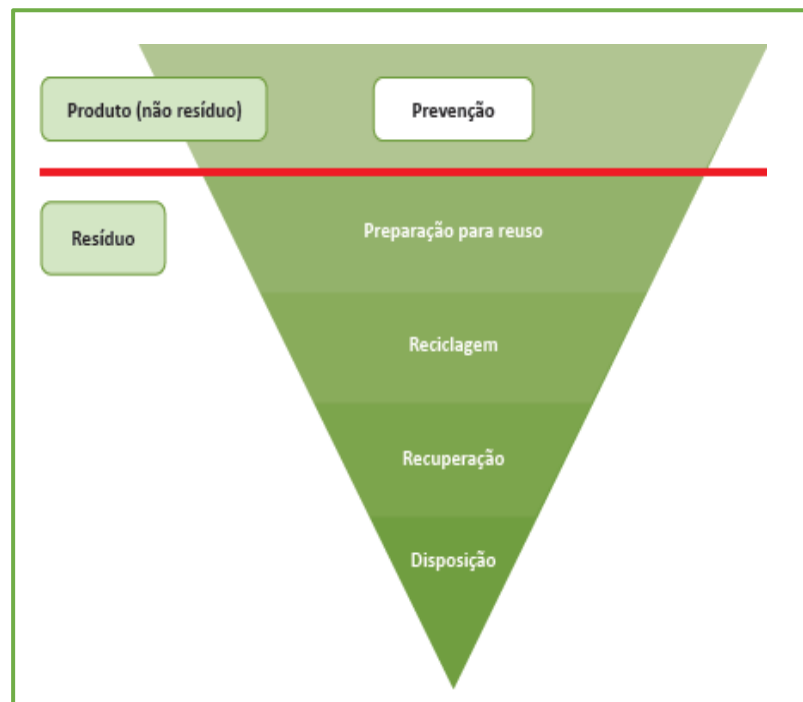 Produto (não resíduo)
Prevenção
Resíduo
Preparação para reuso
Reciclagem
Recuperação
Disposição